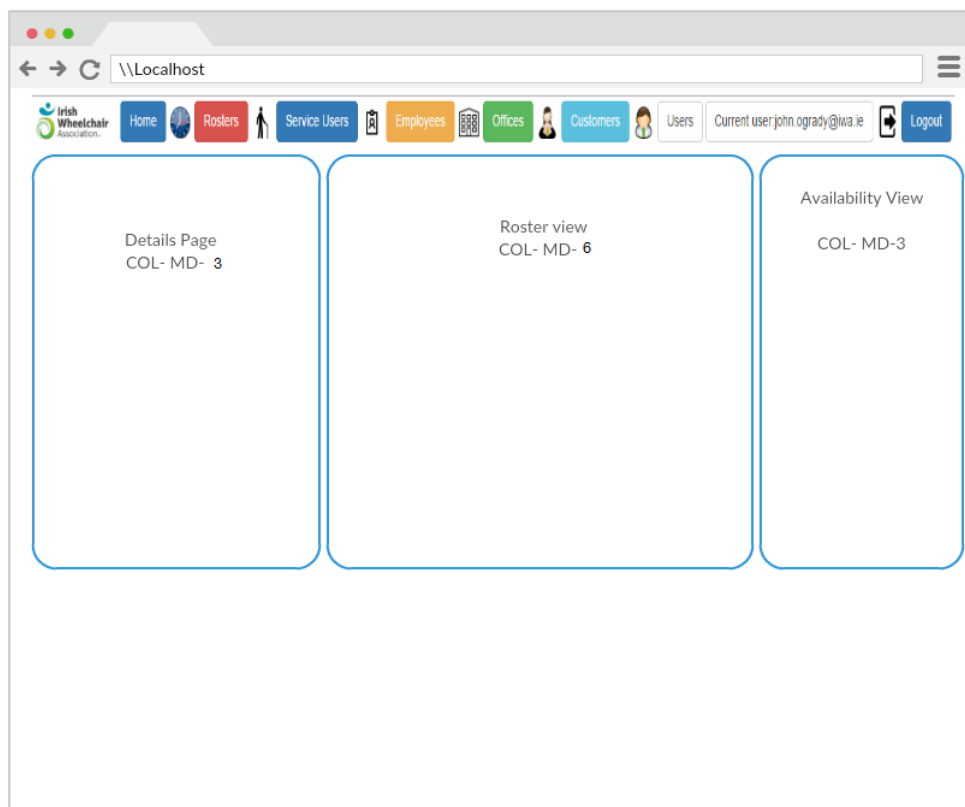 \\Localhost
Irish
Wheelchair
Association.
Home Rosters Service Users Employees Offices Customers Users Current user:john.ogrady@iwa.ie Logout
Details Page
COL- MD- 3
Roster view
COL- MD- 6
Availability View
COL- MD-3